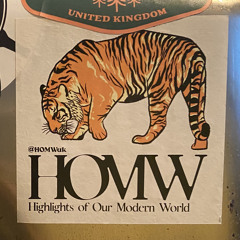 UNITED KINGDOM
@HOMWuk
HOMW
Highlights of Our Modern World